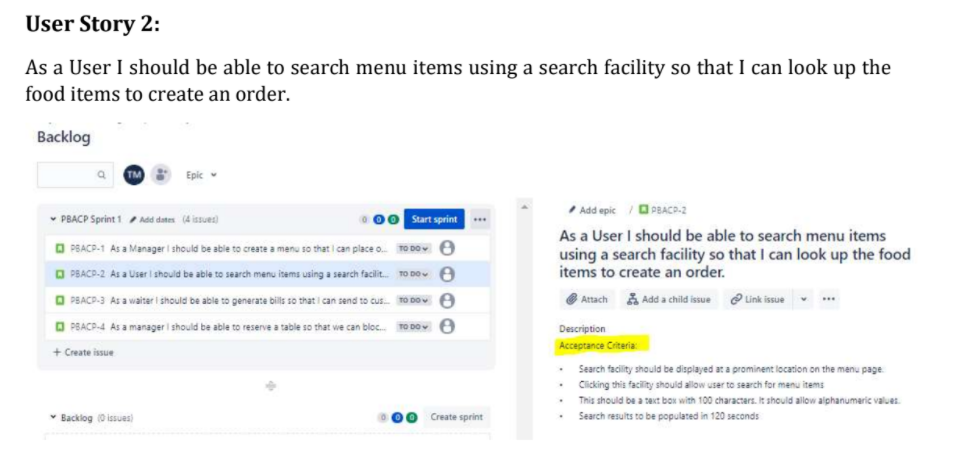 User Story 2:
As a User I should be able to search menu items using a search facility so that I can look up the
food items to create an order.
Backlog
TM
Epic
PBACP Sprint 1 Add dates (4 issues) 0 0 0 Start sprint ...
PBACP-1 As a Manager I should be able to create a menu so that I can place o... TO DO
PBACP-2 As a User I should be able to search menu items using a search facilit... TO DO
PBACP-3 As a waiter I should be able to generate bills so that I can send to cus... TO DO
PBACP-4 As a manager I should be able to reserve a table so that we can bloc... TO DO
+ Create issue
Backlog (0 issues) 0 0 0 Create sprint
Add epic / PBACP-2
As a User I should be able to search menu items
using a search facility so that I can look up the food
items to create an order.
Attach Add a child issue Link issue ...
Description
Acceptance Criteria:
• Search facility should be displayed at a prominent location on the menu page.
• Clicking this facility should allow user to search for menu items
• This should be a text box with 100 characters. It should allow alphanumeric values.
• Search results to be populated in 120 seconds